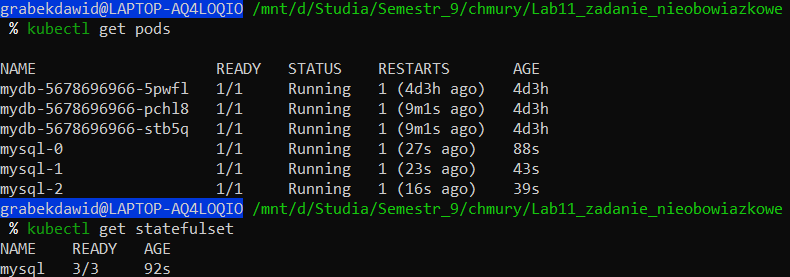 grabekdawid@LAPTOP-AQ4LOQIO /mnt/d/Studia/Semestr_9/chmury/Lab11_zadanie_nieobowiazkowe
% kubectl get pods
NAME READY STATUS RESTARTS AGE
mydb-5678696966-5pwfl 1/1 Running 1 (4d3h ago) 4d3h
mydb-5678696966-pchl8 1/1 Running 1 (9m1s ago) 4d3h
mydb-5678696966-stb5q 1/1 Running 1 (9m1s ago) 4d3h
mysql-0 1/1 Running 1 (27s ago) 88s
mysql-1 1/1 Running 1 (23s ago) 43s
mysql-2 1/1 Running 1 (16s ago) 39s
grabekdawid@LAPTOP-AQ4LOQIO /mnt/d/Studia/Semestr_9/chmury/Lab11_zadanie_nieobowiazkowe
% kubectl get statefulset
NAME READY AGE
mysql 3/3 92s